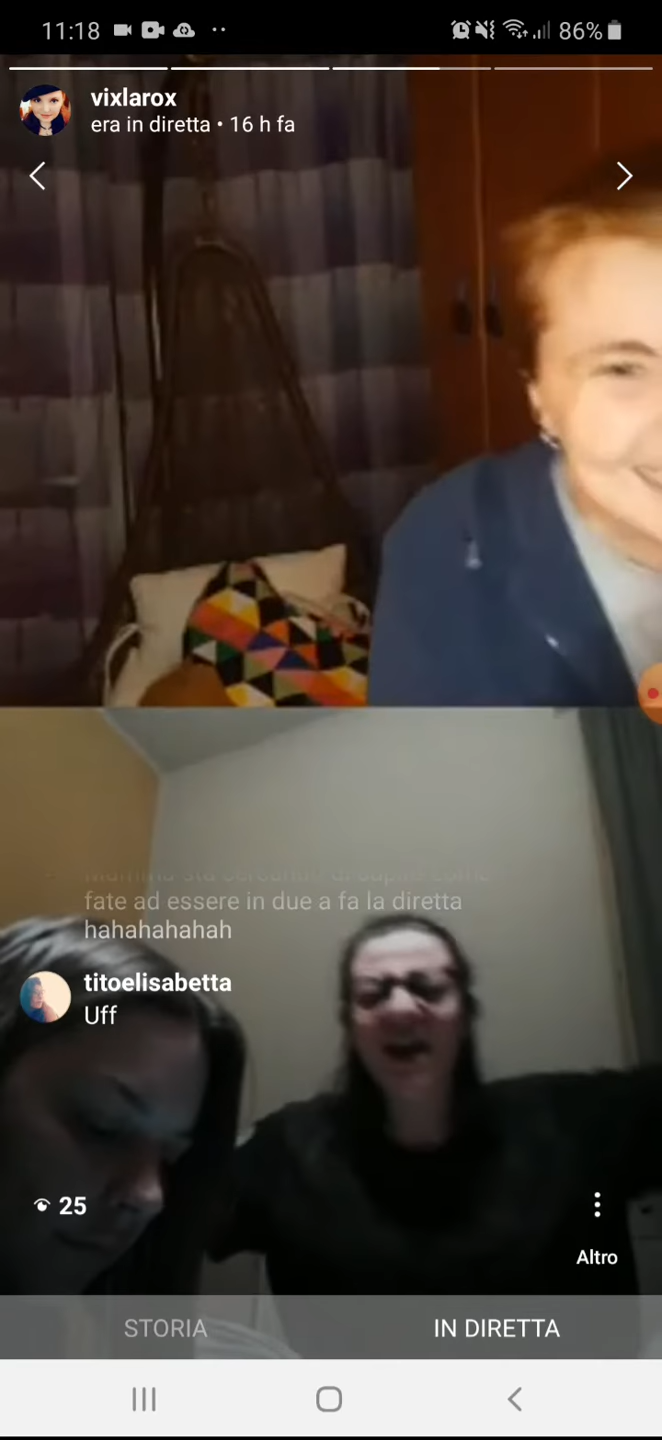 11:18
86%
vixlarox
era in diretta • 16 h fa
fate ad essere in due a fa la diretta
hahahahahah
titoelisabetta
Uff
25
Altro
STORIA
IN DIRETTA